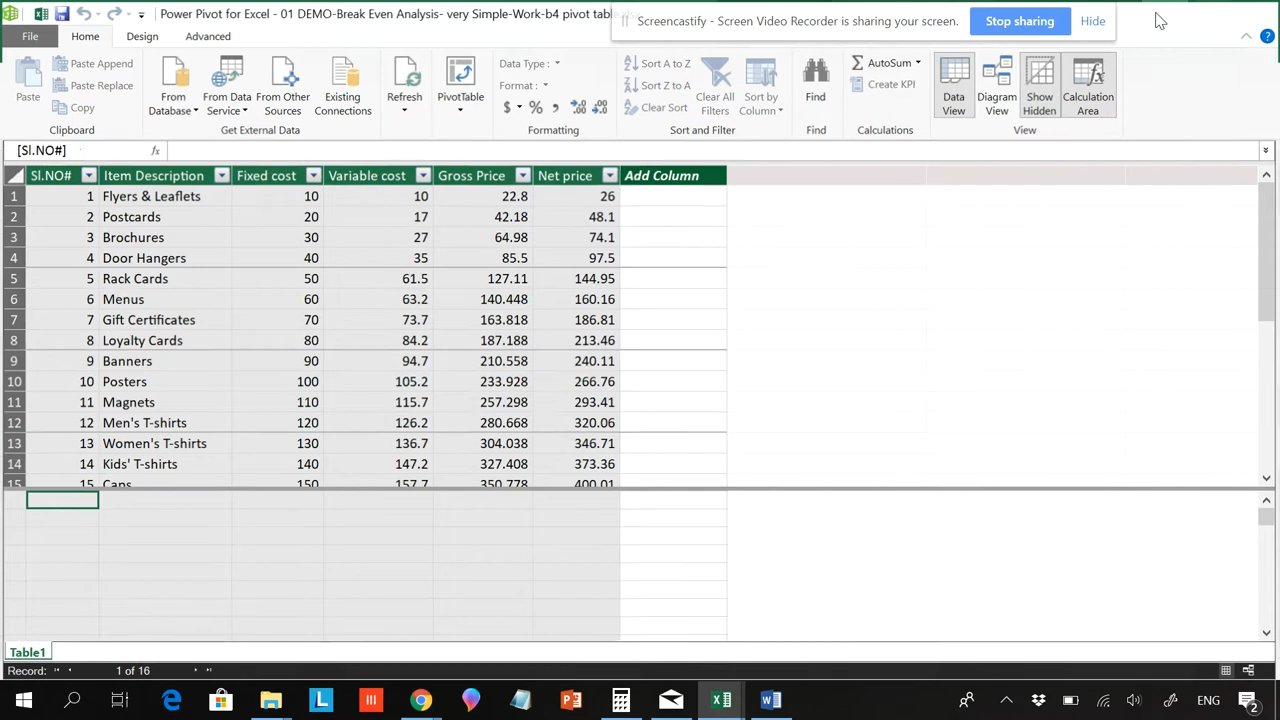 Power Pivot for Excel - 01 DEMO-Break Even Analysis- very Simple-Work-b4 pivot table.
Screencastify - Screen Video Recorder is sharing your screen. Stop sharing Hide
File Home Design Advanced
Paste Paste Append Paste Replace Copy
From Database From Data Service From Other Sources Existing Connections
Refresh PivotTable
Data Type : Format : $ % ,
Sort A to Z Sort Z to A Clear Sort Clear All Filters Sort by Column
Find AutoSum Create KPI
Data View Diagram View Show Hidden Calculation Area
Clipboard Get External Data Formatting Sort and Filter Find Calculations View
[Sl.NO#] fx
Sl.NO# Item Description Fixed cost Variable cost Gross Price Net price Add Column
1 1 Flyers & Leaflets 10 10 22.8 26
2 2 Postcards 20 17 42.18 48.1
3 3 Brochures 30 27 64.98 74.1
4 4 Door Hangers 40 35 85.5 97.5
5 5 Rack Cards 50 61.5 127.11 144.95
6 6 Menus 60 63.2 140.448 160.16
7 7 Gift Certificates 70 73.7 163.818 186.81
8 8 Loyalty Cards 80 84.2 187.188 213.46
9 9 Banners 90 94.7 210.558 240.11
10 10 Posters 100 105.2 233.928 266.76
11 11 Magnets 110 115.7 257.298 293.41
12 12 Men's T-shirts 120 126.2 280.668 320.06
13 13 Women's T-shirts 130 136.7 304.038 346.71
14 14 Kids' T-shirts 140 147.2 327.408 373.36
15 15 Caps 150 157.7 350.778 400.01
Table1
Record: 1 of 16
ENG 2